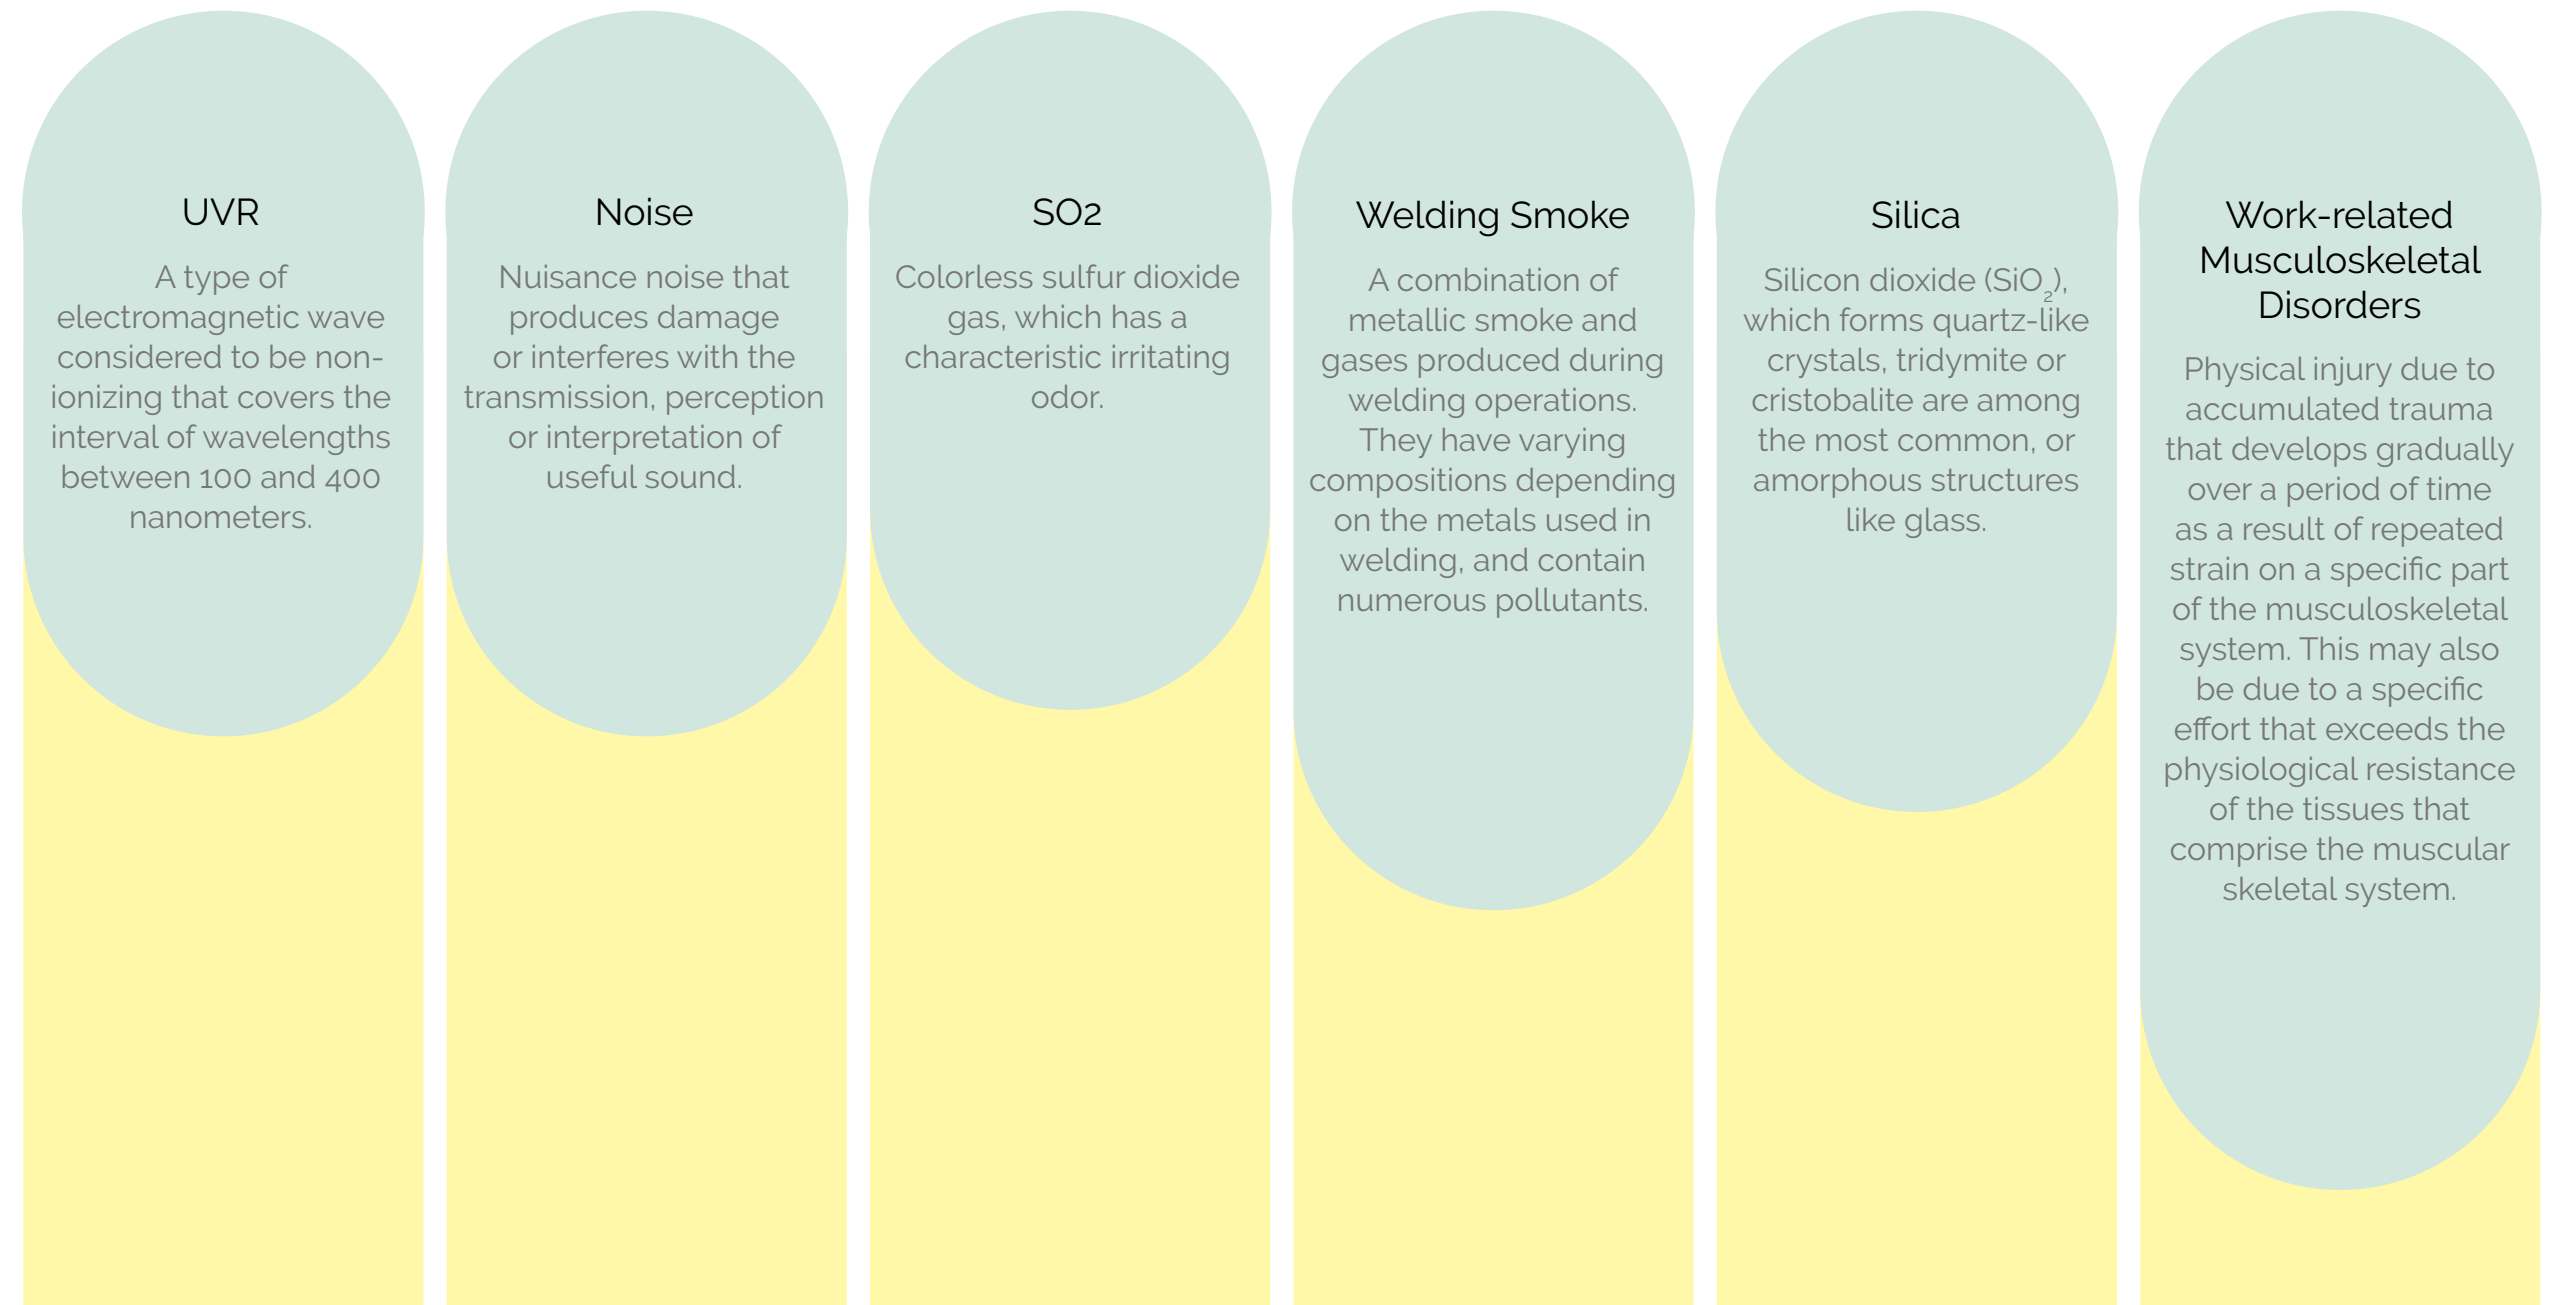 UVR
A type of
electromagnetic wave
considered to be non-
ionizing that covers the
interval of wavelengths
between 100 and 400
nanometers.
Noise
Nuisance noise that
produces damage
or interferes with the
transmission, perception
or interpretation of
useful sound.
SO2
Colorless sulfur dioxide
gas, which has a
characteristic irritating
odor.
Welding Smoke
A combination of
metallic smoke and
gases produced during
welding operations.
They have varying
compositions depending
on the metals used in
welding, and contain
numerous pollutants.
Silica
Silicon dioxide (SiO₂),
which forms quartz-like
crystals, tridymite or
cristobalite are among
the most common, or
amorphous structures
like glass.
Work-related
Musculoskeletal
Disorders
Physical injury due to
accumulated trauma
that develops gradually
over a period of time
as a result of repeated
strain on a specific part
of the musculoskeletal
system. This may also
be due to a specific
effort that exceeds the
physiological resistance
of the tissues that
comprise the muscular
skeletal system.